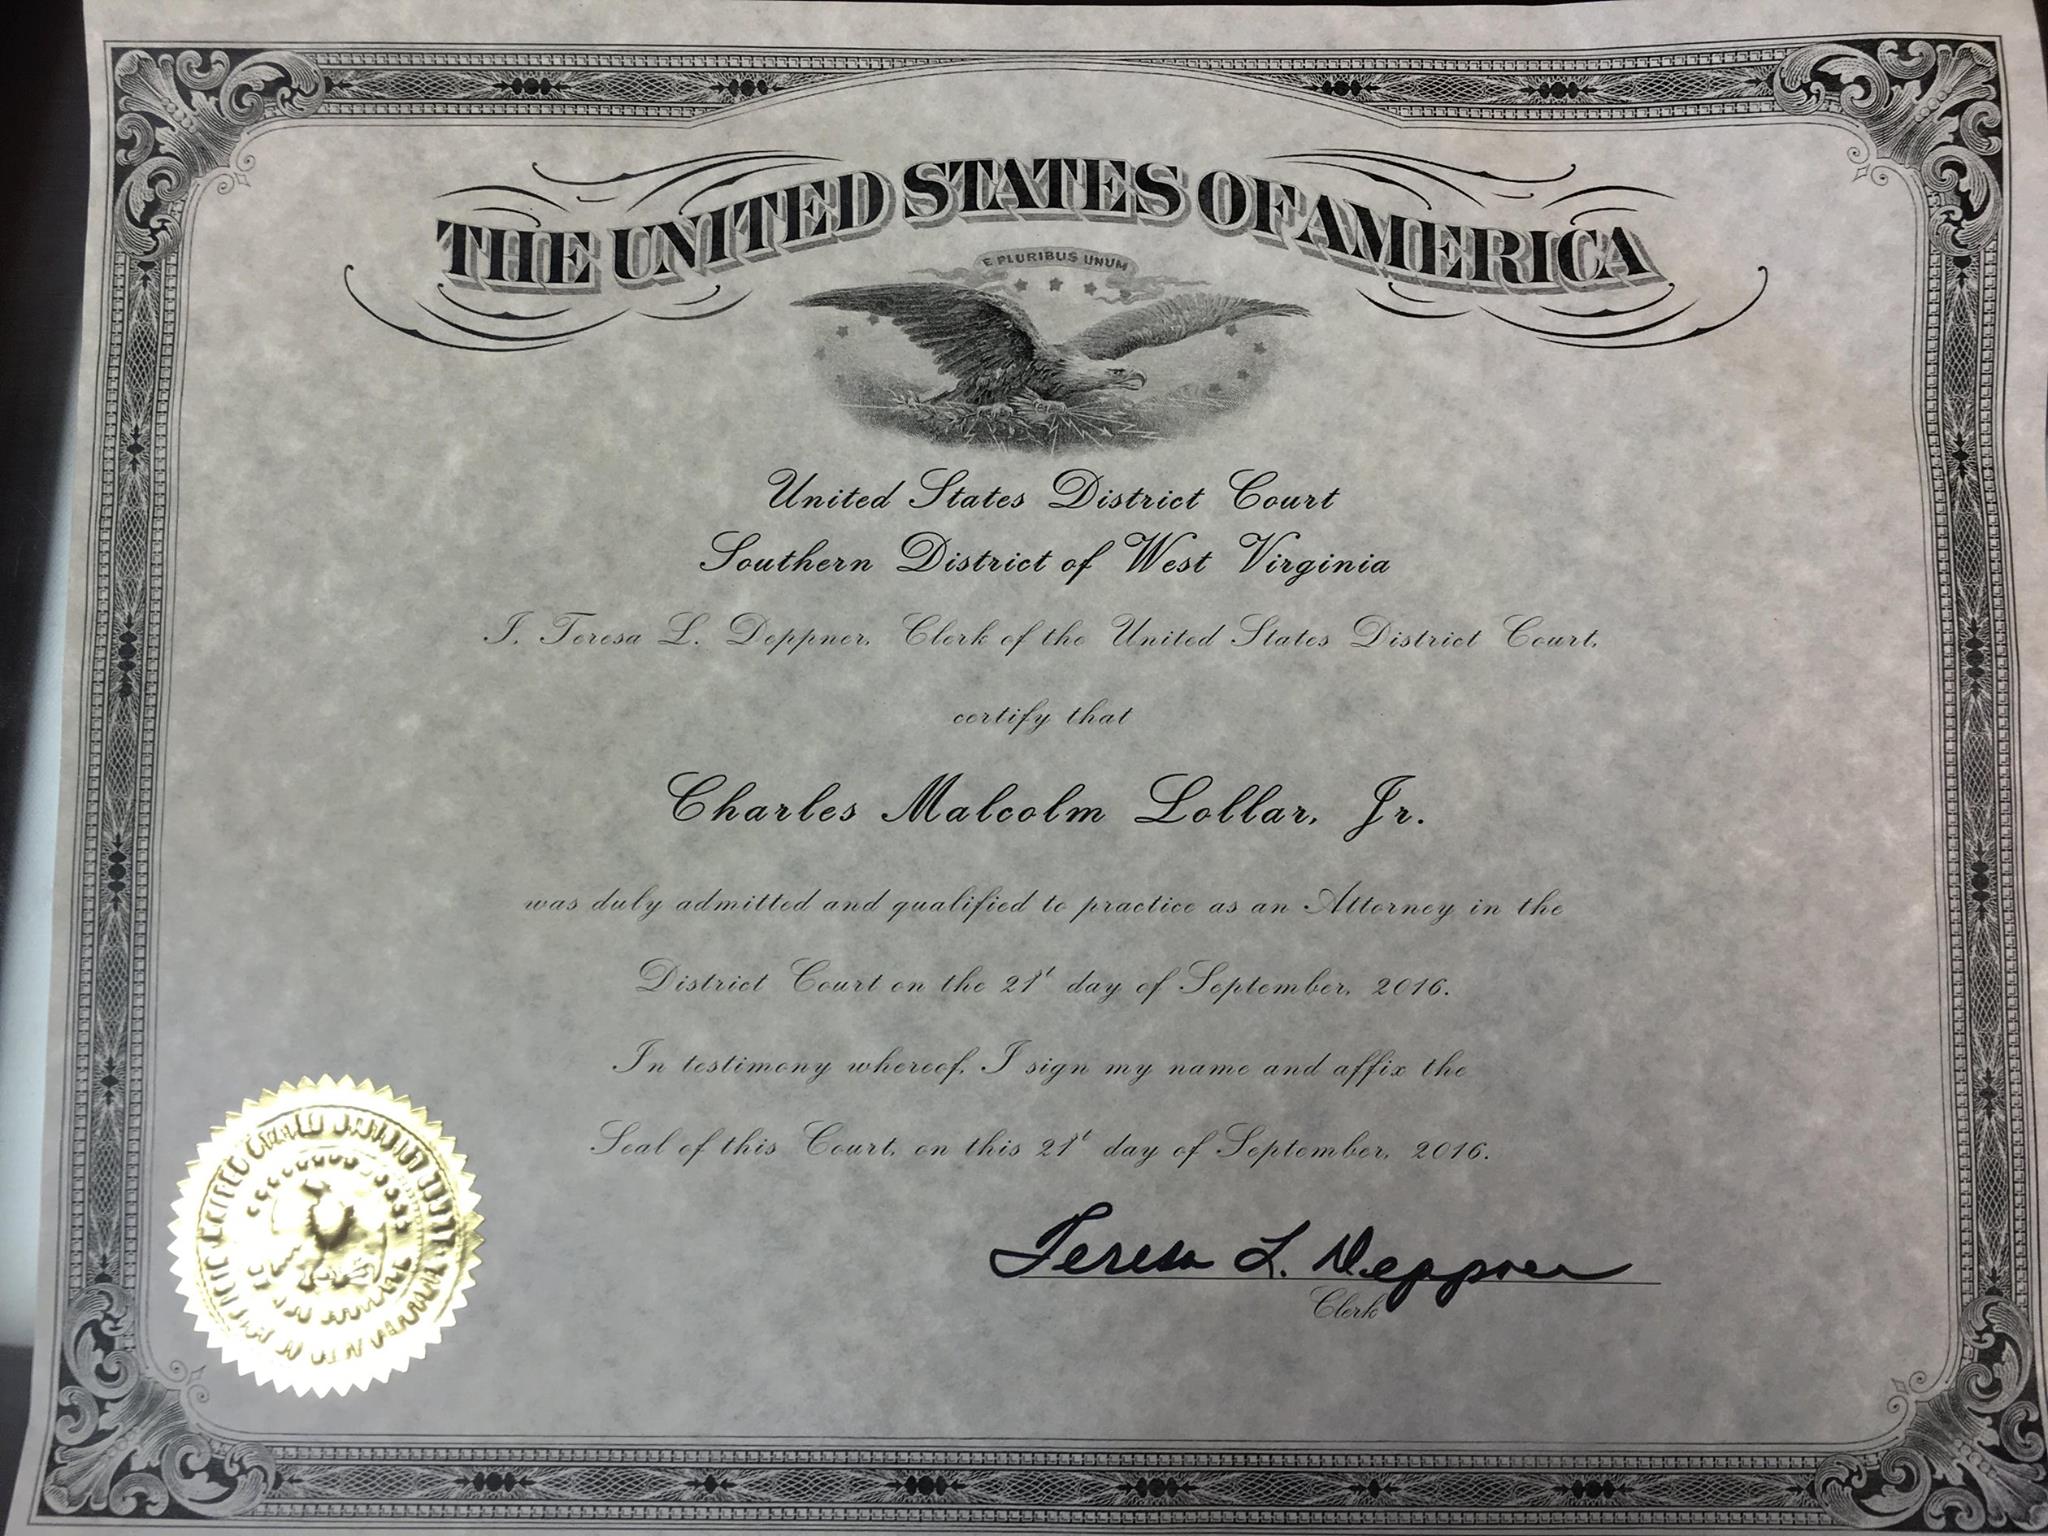 THE UNITED STATES OF AMERICA
E PLURIBUS UNUM
United States District Court
Southern District of West Virginia
I, Teresa L. Deppner, Clerk of the United States District Court,
certify that
Charles Malcolm Lollar, Jr.
was duly admitted and qualified to practice as an Attorney in the
District Court on the 21st day of September, 2016.
In testimony whereof, I sign my name and affix the
Seal of this Court, on this 21st day of September, 2016.
Teresa L. Deppner
Clerk